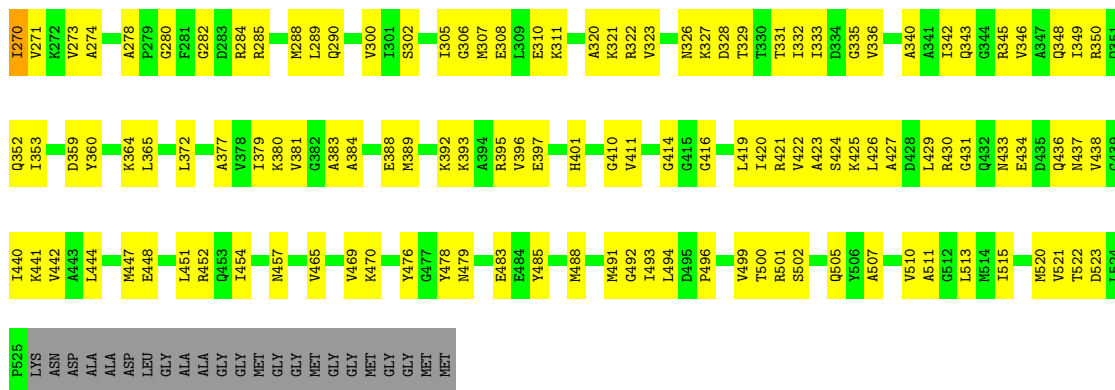 I270 V271 K272 V273 A274 A278 P279 G280 F281 G282 D283 R284 R285 M288 L289 Q290 V300 I301 S302 I305 G306 M307 E308 L309 E310 K311 A320 K321 R322 V323 N326 K327 D328 T329 T330 T331 I332 I333 D334 G335 V336 A340 A341 I342 Q343 G344 R345 V346 A347 Q348 I349 R350
Q352 I353 D359 Y360 K364 L365 L372 A377 V378 I379 K380 V381 G382 A383 A384 E388 M389 K392 K393 A394 R395 V396 E397 H401 G410 V411 G414 G415 G416 L419 I420 R421 V422 A423 S424 K425 L426 A427 D428 L429 R430 G431 Q432 N433 E434 D435 Q436 N437 V438
I440 K441 V442 A443 L444 M447 E448 L451 R452 Q453 I454 N457 V465 V469 K470 Y476 G477 Y478 N479 E483 E484 Y485 M488 M491 G492 I493 L494 D495 P496 V499 T500 R501 S502 Q505 Y506 A507 V510 A511 G512 L513 M514 I515 M520 V521 T522 D523
P525 LYS ASN ASP ALA ALA ASP LEU GLY ALA ALA GLY GLY MET GLY GLY MET GLY GLY MET GLY GLY MET MET